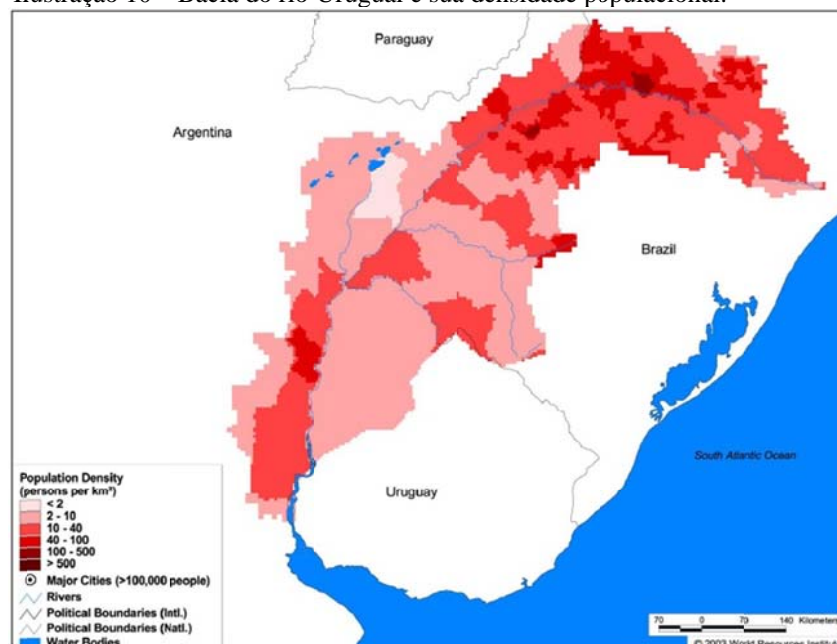 Ilustração 10 – Bacia do rio Uruguai e sua densidade populacional.
Paraguay
Argentina
Brazil
South Atlantic Ocean
Uruguay
Population Density
(persons per km²)
< 2
2 - 10
10 - 40
40 - 100
100 - 500
> 500
Major Cities (>100,000 people)
Rivers
Political Boundaries (Intl.)
Political Boundaries (Natl.)
Water Bodies
70 0 70 140 Kilometers
© 2003 World Resources Institute